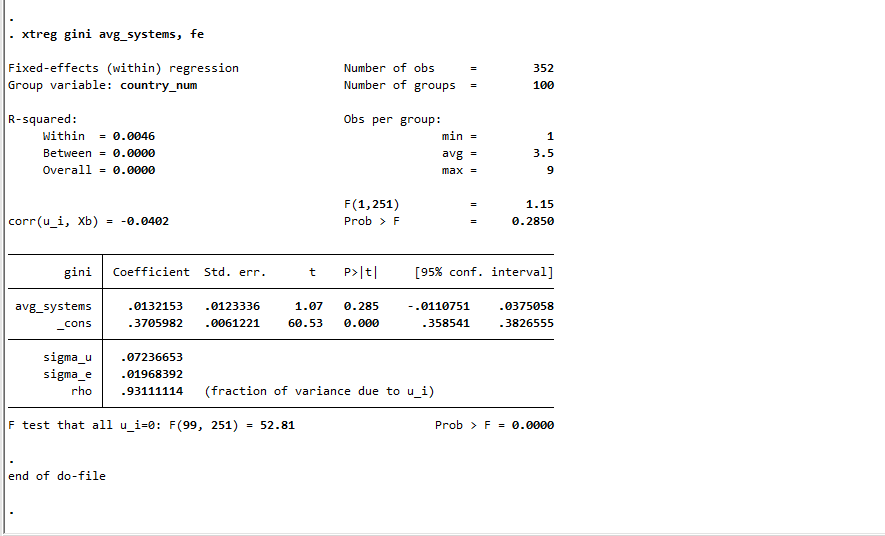 .
. xtreg gini avg_systems, fe
Fixed-effects (within) regression Number of obs = 352
Group variable: country_num Number of groups = 100
R-squared: Obs per group:
Within = 0.0046 min = 1
Between = 0.0000 avg = 3.5
Overall = 0.0000 max = 9
F(1,251) = 1.15
corr(u_i, Xb) = -0.0402 Prob > F = 0.2850
gini Coefficient Std. err. t P>|t| [95% conf. interval]
avg_systems .0132153 .0123336 1.07 0.285 -.0110751 .0375058
_cons .3705982 .0061221 60.53 0.000 .358541 .3826555
sigma_u .07236653
sigma_e .01968392
rho .93111114 (fraction of variance due to u_i)
F test that all u_i=0: F(99, 251) = 52.81 Prob > F = 0.0000
.
end of do-file
.